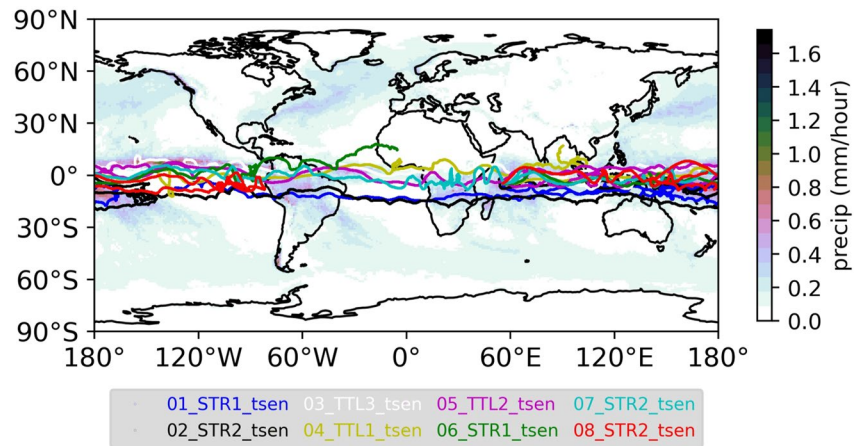 90°N
60°N
30°N
0°
30°S
60°S
90°S
180° 120°W 60°W 0° 60°E 120°E 180°
1.6
1.4
1.2
1.0
0.8
0.6
0.4
0.2
0.0
precip (mm/hour)
01_STR1_tsen 03_TTL3_tsen 05_TTL2_tsen 07_STR2_tsen
02_STR2_tsen 04_TTL1_tsen 06_STR1_tsen 08_STR2_tsen